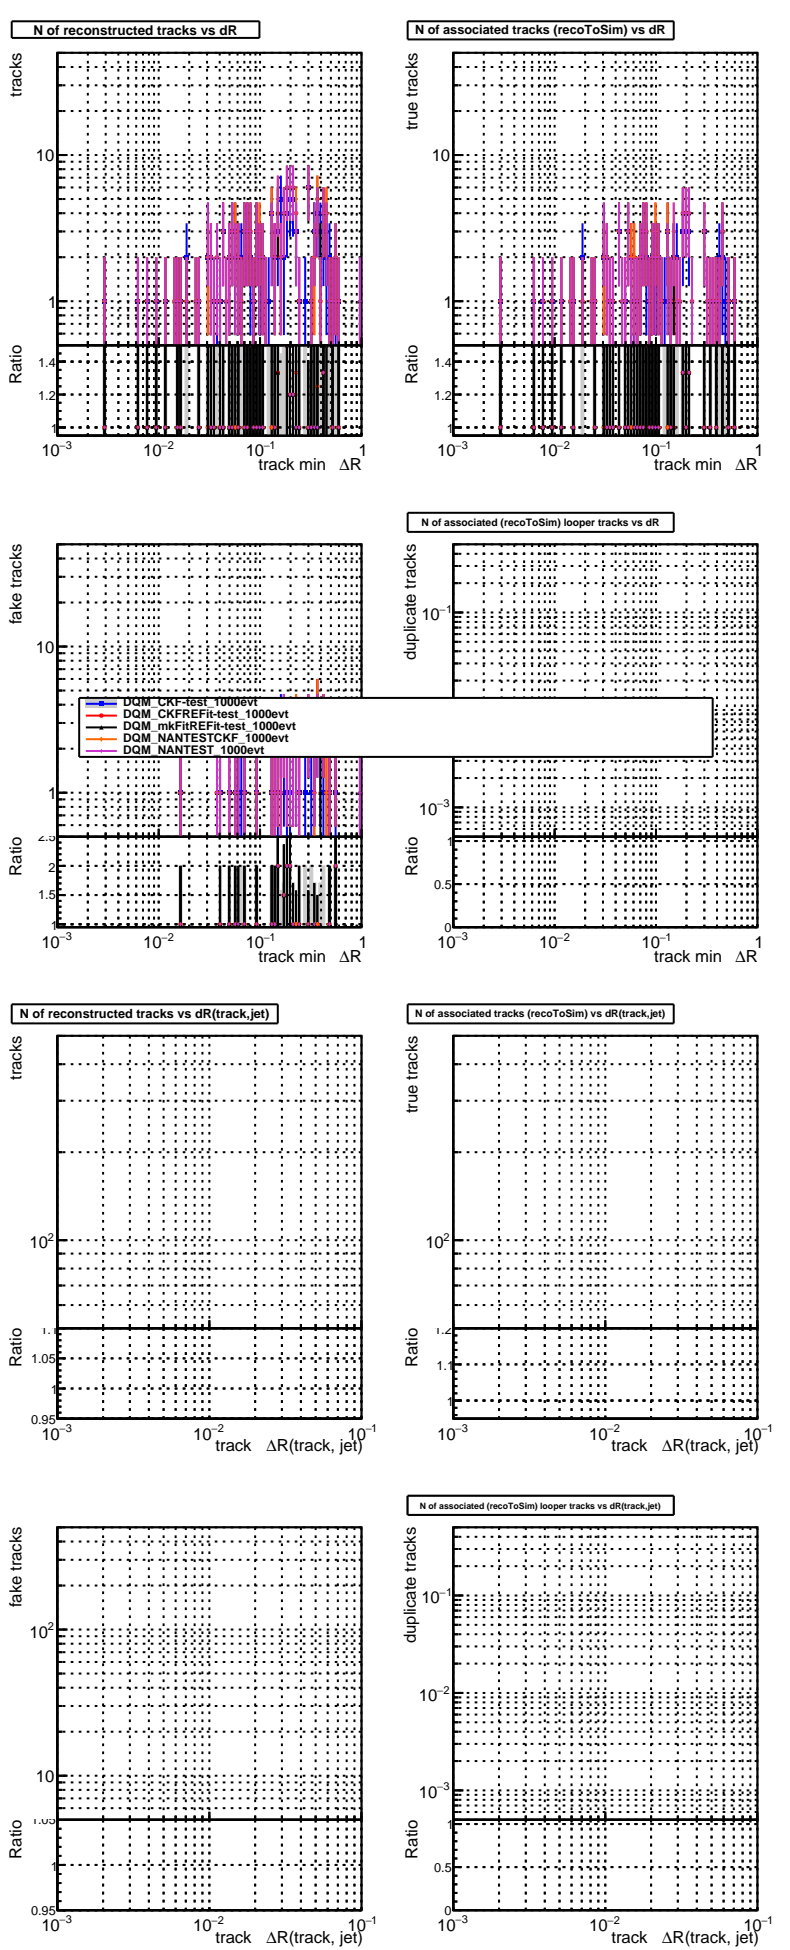 N of reconstructed tracks vs dR
tracks
10
1
Ratio
1.4
1.2
1
10⁻³ 10⁻² 10⁻¹ 1
track min ΔR
N of associated tracks (recoToSim) vs dR
true tracks
10
1
Ratio
1.4
1.2
1
10⁻³ 10⁻² 10⁻¹ 1
track min ΔR
fake tracks
10
1
Ratio
2.5
2
1.5
1
10⁻³ 10⁻² 10⁻¹ 1
track min ΔR
N of associated (recoToSim) looper tracks vs dR
duplicate tracks
10⁻¹
10⁻³
Ratio
1
0.5
0
10⁻³ 10⁻² 10⁻¹ 1
track min ΔR
DQM_CKF-test_1000evt
DQM_CKFREFit-test_1000evt
DQM_mkFitREFit-test_1000evt
DQM_NANTESTCKF_1000evt
DQM_NANTEST_1000evt
N of reconstructed tracks vs dR(track,jet)
tracks
10²
Ratio
1.1
1.05
1
0.95
10⁻³ 10⁻² 10⁻¹
track ΔR(track, jet)
N of associated tracks (recoToSim) vs dR(track,jet)
true tracks
10²
Ratio
1.2
1.1
1
10⁻³ 10⁻² 10⁻¹
track ΔR(track, jet)
fake tracks
10²
10
Ratio
1.05
1
0.95
10⁻³ 10⁻² 10⁻¹
track ΔR(track, jet)
N of associated (recoToSim) looper tracks vs dR(track,jet)
duplicate tracks
10⁻¹
10⁻²
10⁻³
Ratio
1
0.5
0
10⁻³ 10⁻² 10⁻¹
track ΔR(track, jet)